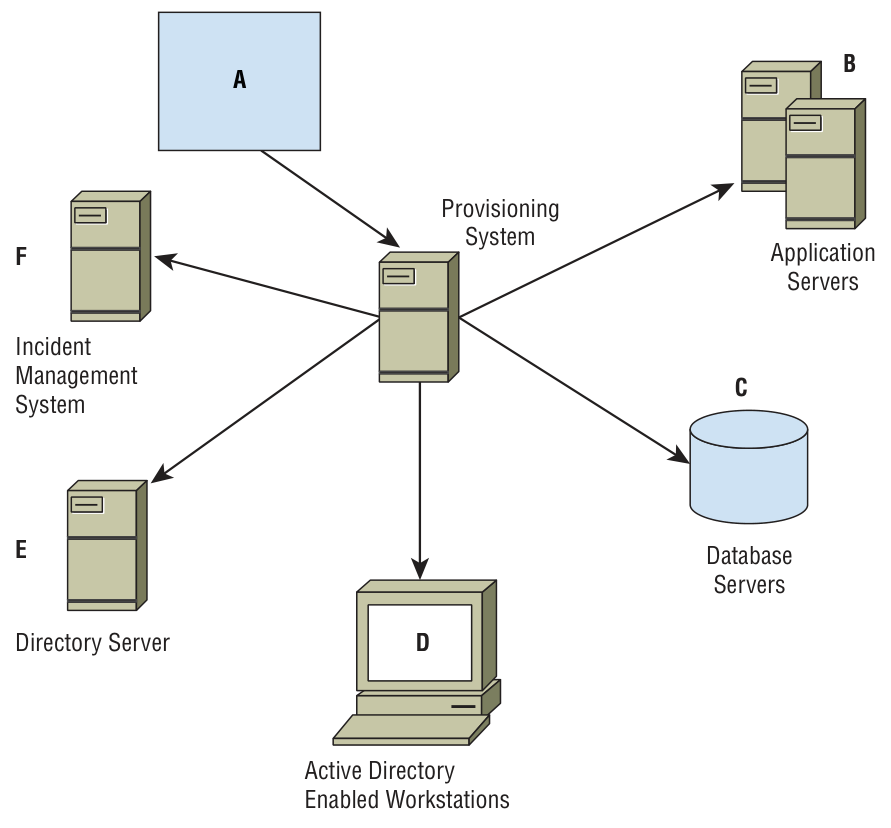 A
B
Provisioning
System
Application
Servers
F
Incident
Management
System
C
Database
Servers
E
Directory Server
D
Active Directory
Enabled Workstations